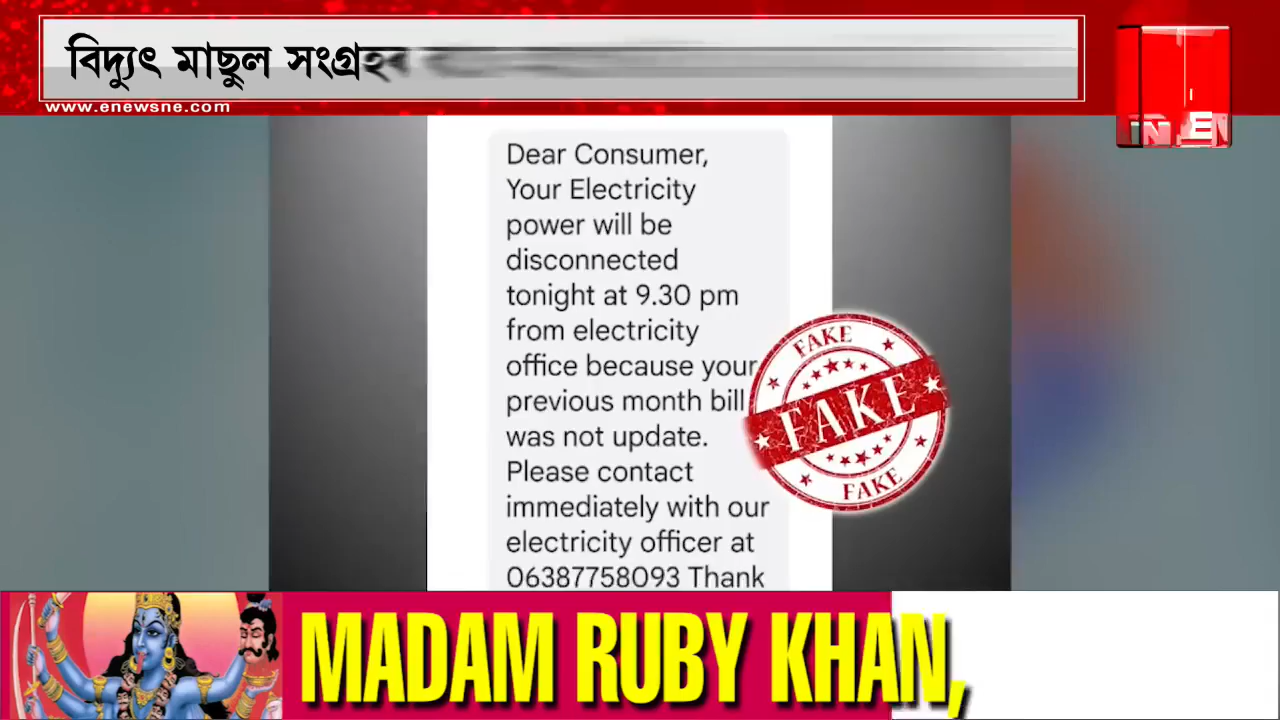 বিদ্যুৎ মাছুল সংগ্ৰহৰ
www.enewsne.com
EN
Dear Consumer,
Your Electricity
power will be
disconnected
tonight at 9.30 pm
from electricity
office because your
previous month bill
was not update.
Please contact
immediately with our
electricity officer at
06387758093 Thank
FAKE
FAKE
FAKE
MADAM RUBY KHAN,